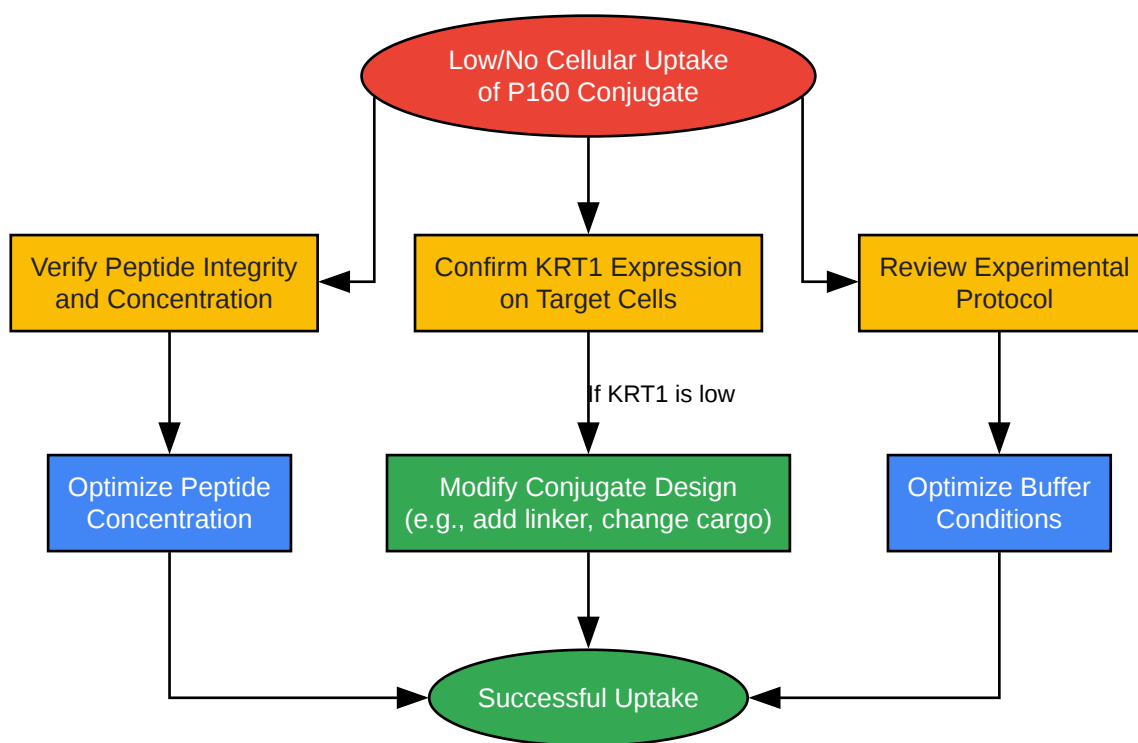 Low/No Cellular Uptake
of P160 Conjugate
Verify Peptide Integrity
and Concentration
Confirm KRT1 Expression
on Target Cells
Review Experimental
Protocol
If KRT1 is low
Optimize Peptide
Concentration
Modify Conjugate Design
(e.g., add linker, change cargo)
Optimize Buffer
Conditions
Successful Uptake